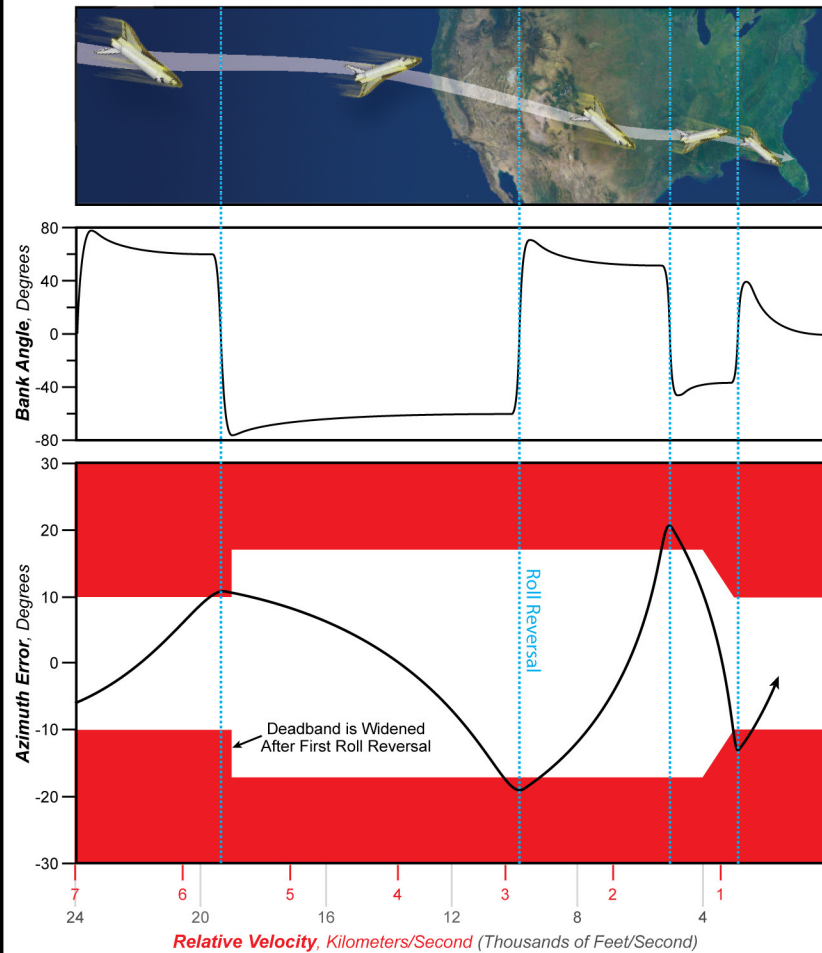 80
40
0
-40
-80
Bank Angle, Degrees
30
20
10
0
-10
-20
-30
Azimuth Error, Degrees
Roll Reversal
Deadband is Widened
After First Roll Reversal
7 6 5 4 3 2 1
24 20 16 12 8 4
Relative Velocity, Kilometers/Second (Thousands of Feet/Second)